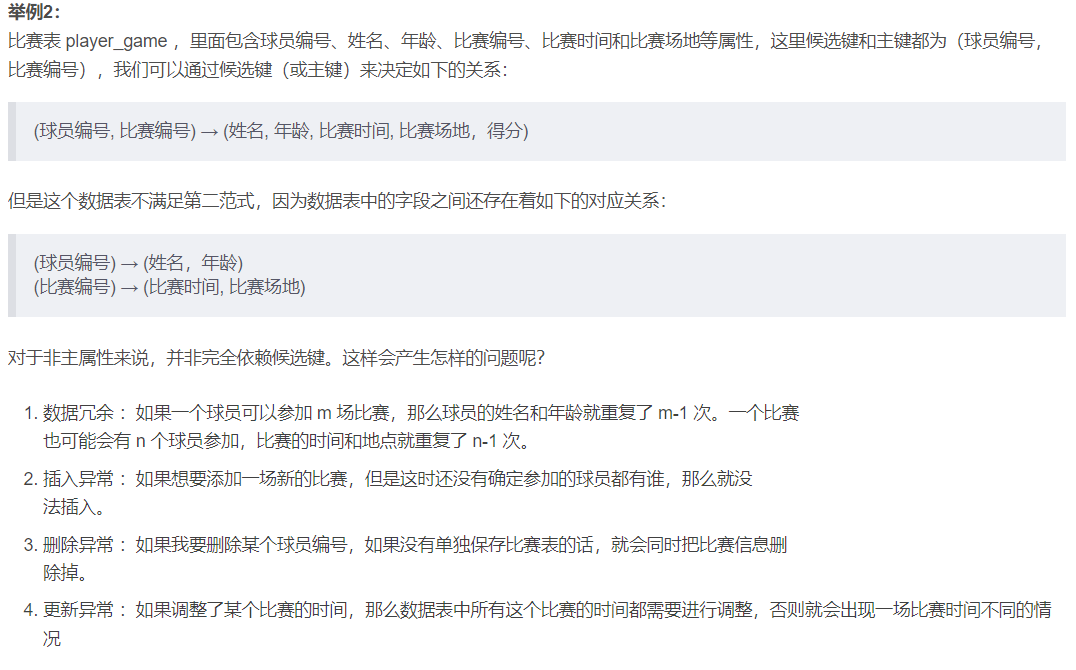 举例2：
比赛表 player_game ，里面包含球员编号、姓名、年龄、比赛编号、比赛时间和比赛场地等属性，这里候选键和主键都为（球员编号，
比赛编号），我们可以通过候选键（或主键）来决定如下的关系：
(球员编号, 比赛编号) → (姓名, 年龄, 比赛时间, 比赛场地，得分)
但是这个数据表不满足第二范式，因为数据表中的字段之间还存在着如下的对应关系：
(球员编号) → (姓名，年龄)
(比赛编号) → (比赛时间, 比赛场地)
对于非主属性来说，并非完全依赖候选键。这样会产生怎样的问题呢？
1. 数据冗余 ：如果一个球员可以参加 m 场比赛，那么球员的姓名和年龄就重复了 m-1 次。一个比赛
也可能会有 n 个球员参加，比赛的时间和地点就重复了 n-1 次。
2. 插入异常 ：如果想要添加一场新的比赛，但是这时还没有确定参加的球员都有谁，那么就没
法插入。
3. 删除异常 ：如果我要删除某个球员编号，如果没有单独保存比赛表的话，就会同时把比赛信息删
除掉。
4. 更新异常 ：如果调整了某个比赛的时间，那么数据表中所有这个比赛的时间都需要进行调整，否则就会出现一场比赛时间不同的情
况